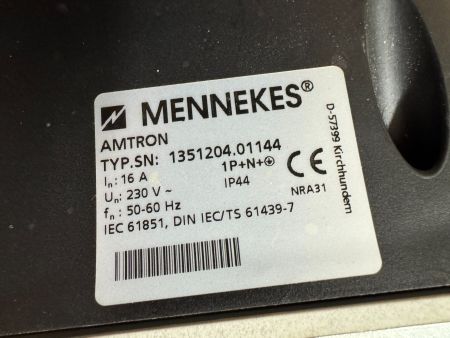 MENNEKES®
AMTRON
TYP.SN: 1351204.01144
Iₙ: 16 A 1P+N+⏚
Uₙ: 230 V ~ IP44
fₙ: 50-60 Hz NRA31
IEC 61851, DIN IEC/TS 61439-7
CE
D-57399 Kirchhundem